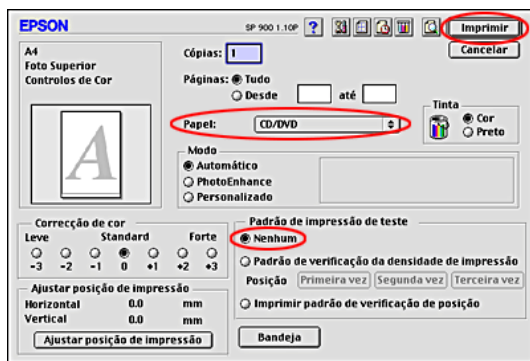 EPSON
SP 900 1.10P
?
Imprimir
Cancelar
A4
Foto Superior
Controlos de Cor
A
Cópias: 1
Páginas: Tudo
Desde até
Papel: CD/DVD
Tinta
Cor
Preto
Modo
Automático
PhotoEnhance
Personalizado
Correcção de cor
Leve Standard Forte
-3 -2 -1 0 +1 +2 +3
Ajustar posição de impressão
Horizontal 0.0 mm
Vertical 0.0 mm
Ajustar posição de impressão
Padrão de impressão de teste
Nenhum
Padrão de verificação da densidade de impressão
Posição Primeira vez Segunda vez Terceira vez
Imprimir padrão de verificação de posição
Bandeja